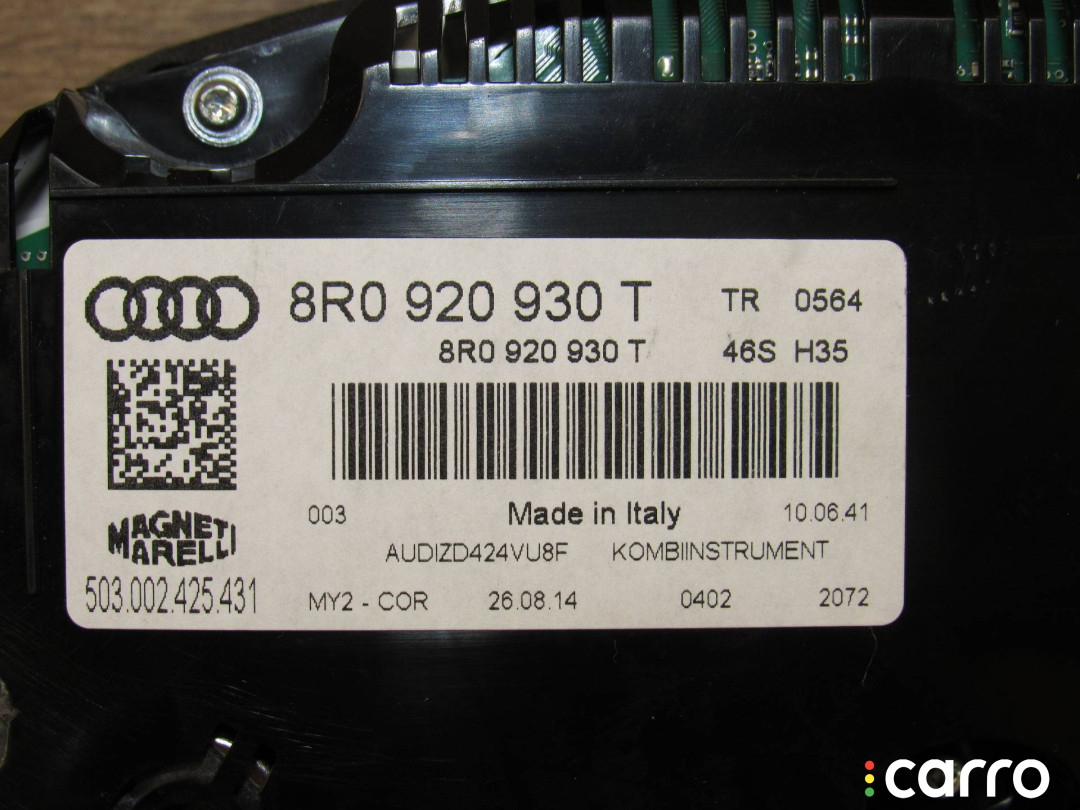 8R0 920 930 T TR 0564
8R0 920 930 T 46S H35
003 Made in Italy 10.06.41
MAGNETI
MARELLI
AUDIZD424VU8F KOMBIINSTRUMENT
503.002.425.431 MY2 - COR 26.08.14 0402 2072
carro